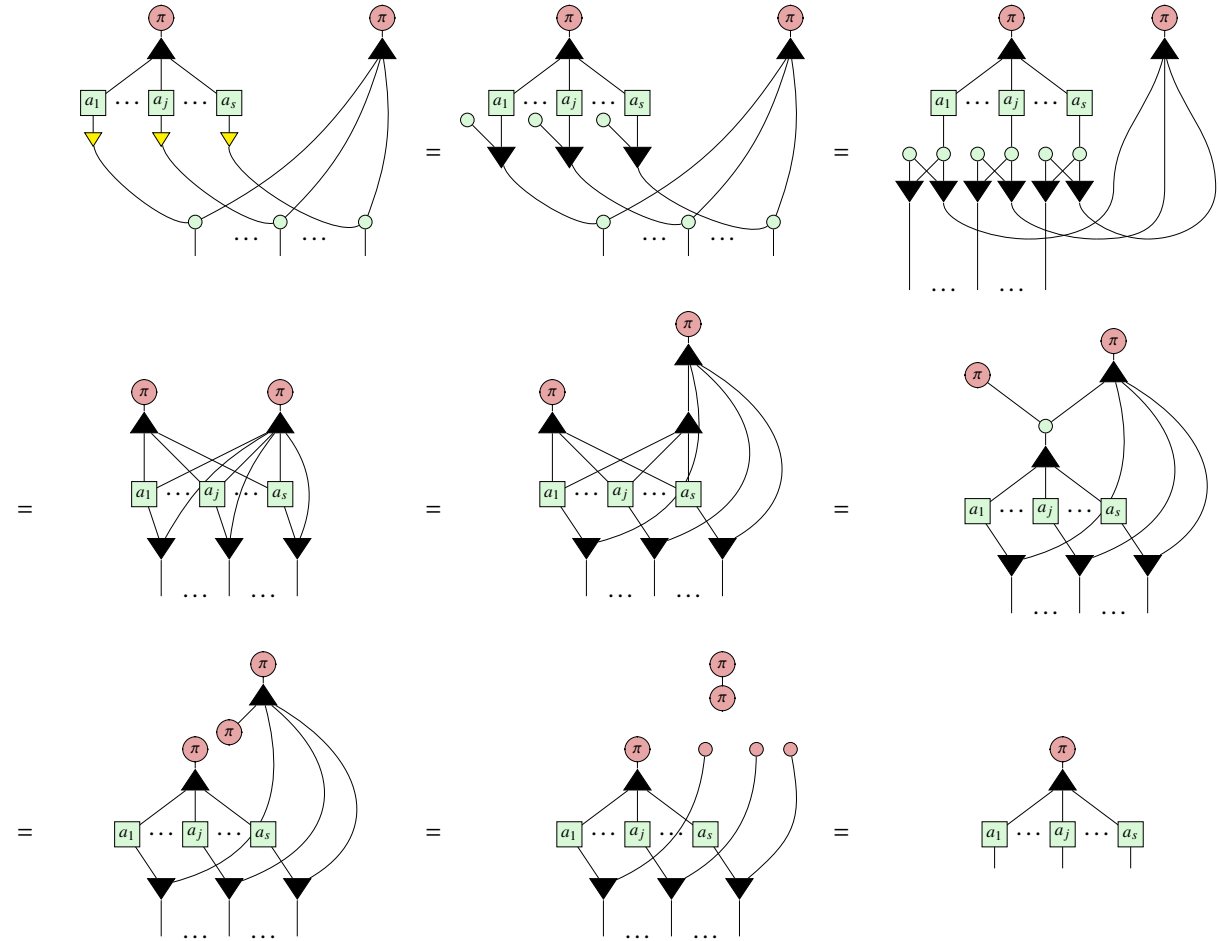 π π = π π = π π
a₁ ⋯ aⱼ ⋯ aₛ a₁ ⋯ aⱼ ⋯ aₛ a₁ ⋯ aⱼ ⋯ aₛ
⋯ ⋯ ⋯ ⋯ ⋯ ⋯
= π π = π π = π π
a₁ ⋯ aⱼ ⋯ aₛ a₁ ⋯ aⱼ ⋯ aₛ a₁ ⋯ aⱼ ⋯ aₛ
⋯ ⋯ ⋯ ⋯ ⋯ ⋯
= π π π = π π π = π
a₁ ⋯ aⱼ ⋯ aₛ a₁ ⋯ aⱼ ⋯ aₛ a₁ ⋯ aⱼ ⋯ aₛ
⋯ ⋯ ⋯ ⋯